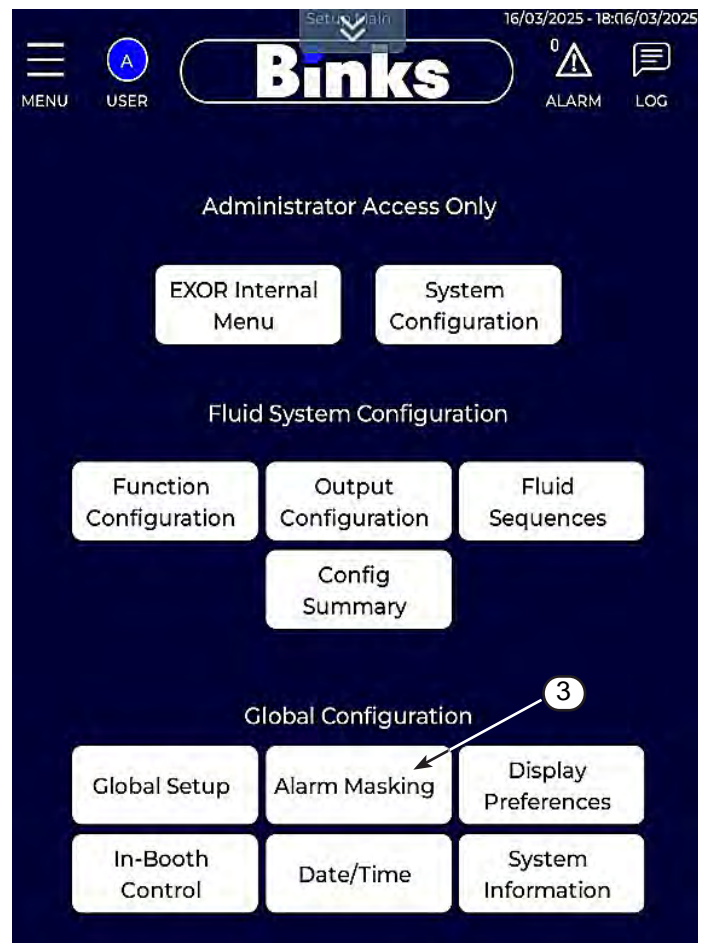 Setup Main
16/03/2025 - 18:(16/03/2025
MENU
A
USER
Binks
0
ALARM
LOG
Administrator Access Only
EXOR Internal
Menu
System
Configuration
Fluid System Configuration
Function
Configuration
Output
Configuration
Fluid
Sequences
Config
Summary
3
Global Configuration
Global Setup
Alarm Masking
Display
Preferences
In-Booth
Control
Date/Time
System
Information